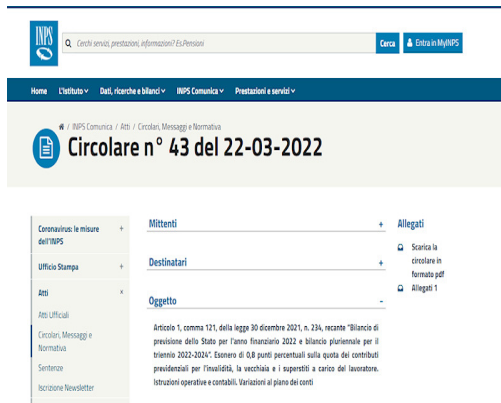 INPS
Cerchi servizi, prestazioni, informazioni? Es.Pensioni
Cerca
Entra in MyINPS
Home L'Istituto Dati, ricerche e bilanci INPS Comunica Prestazioni e servizi
/ INPS Comunica / Atti / Circolari, Messaggi e Normativa
Circolare n° 43 del 22-03-2022
Coronavirus: le misure +
dell'INPS
Ufficio Stampa +
Atti ×
Atti Ufficiali
Circolari, Messaggi e
Normativa
Sentenze
Iscrizione Newsletter
Mittenti +
Destinatari +
Oggetto -
Articolo 1, comma 121, della legge 30 dicembre 2021, n. 234, recante "Bilancio di
previsione dello Stato per l'anno finanziario 2022 e bilancio pluriennale per il
triennio 2022-2024". Esonero di 0,8 punti percentuali sulla quota dei contributi
previdenziali per l'invalidità, la vecchiaia e i superstiti a carico del lavoratore.
Istruzioni operative e contabili. Variazioni al piano dei conti
Allegati
Scarica la
circolare in
formato pdf
Allegati 1